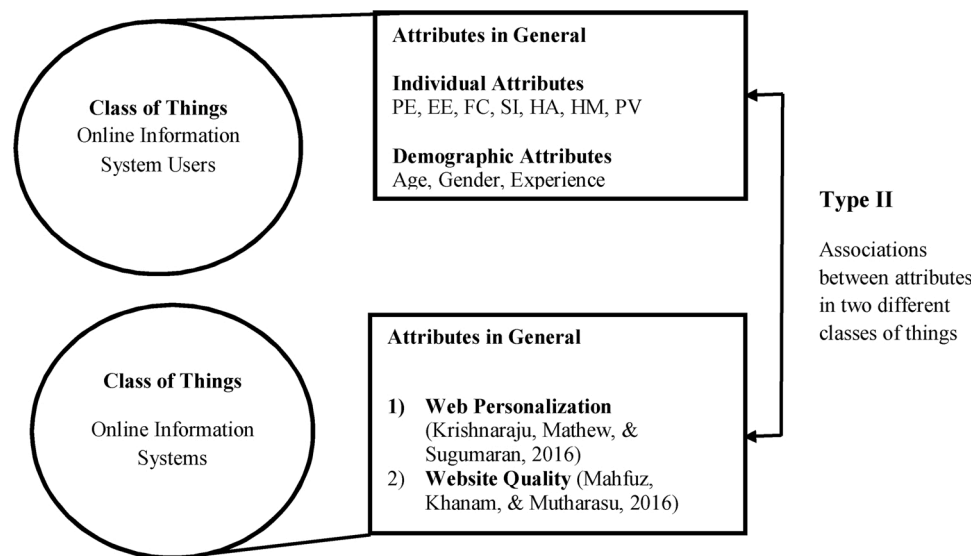 Class of Things
Online Information
System Users
Attributes in General
Individual Attributes
PE, EE, FC, SI, HA, HM, PV
Demographic Attributes
Age, Gender, Experience
Type II
Associations
between attributes
in two different
classes of things
Class of Things
Online Information
Systems
Attributes in General
1) Web Personalization
(Krishnaraju, Mathew, &
Sugumaran, 2016)
2) Website Quality (Mahfuz,
Khanam, & Mutharasu, 2016)